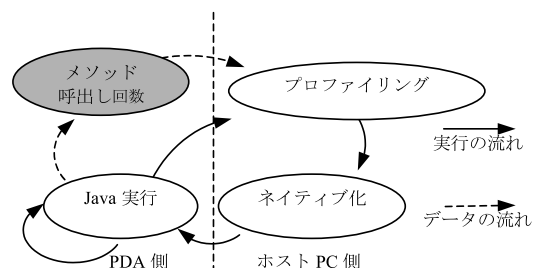 メソッド
呼出し回数
プロファイリング
実行の流れ
Java 実行
ネイティブ化
データの流れ
PDA 側
ホスト PC 側